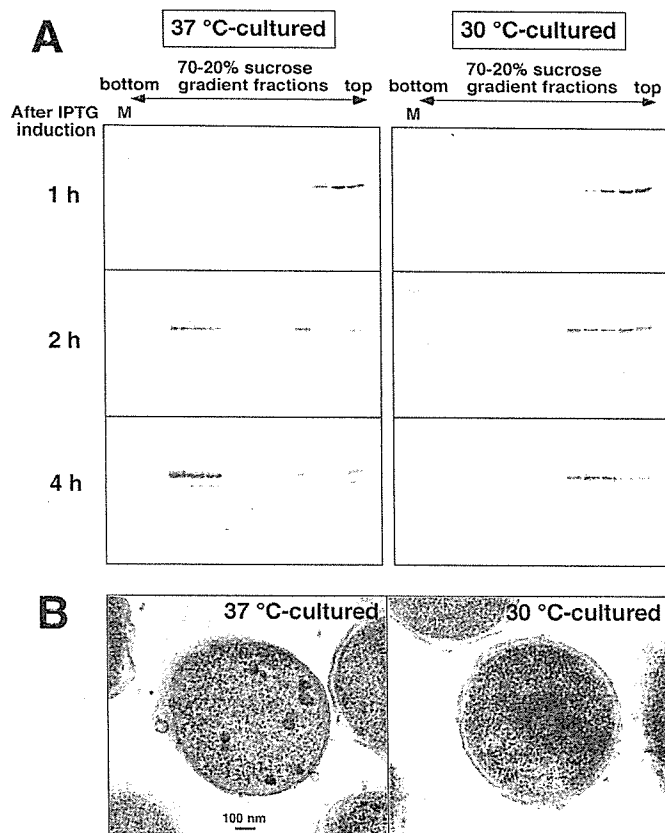 A
37 °C-cultured
30 °C-cultured
bottom 70-20% sucrose gradient fractions top
bottom 70-20% sucrose gradient fractions top
After IPTG induction
M
M
1 h
2 h
4 h
B
37 °C-cultured
30 °C-cultured
100 nm